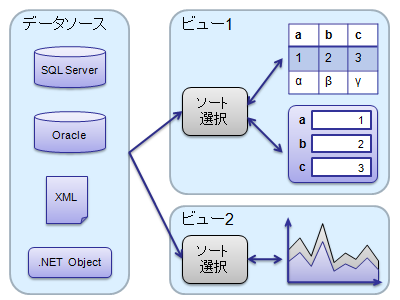 データソース
SQL Server
Oracle
XML
.NET Object
ビュー1
ソート
選択
a b c
1 2 3
α β γ
a 1
b 2
c 3
ビュー2
ソート
選択